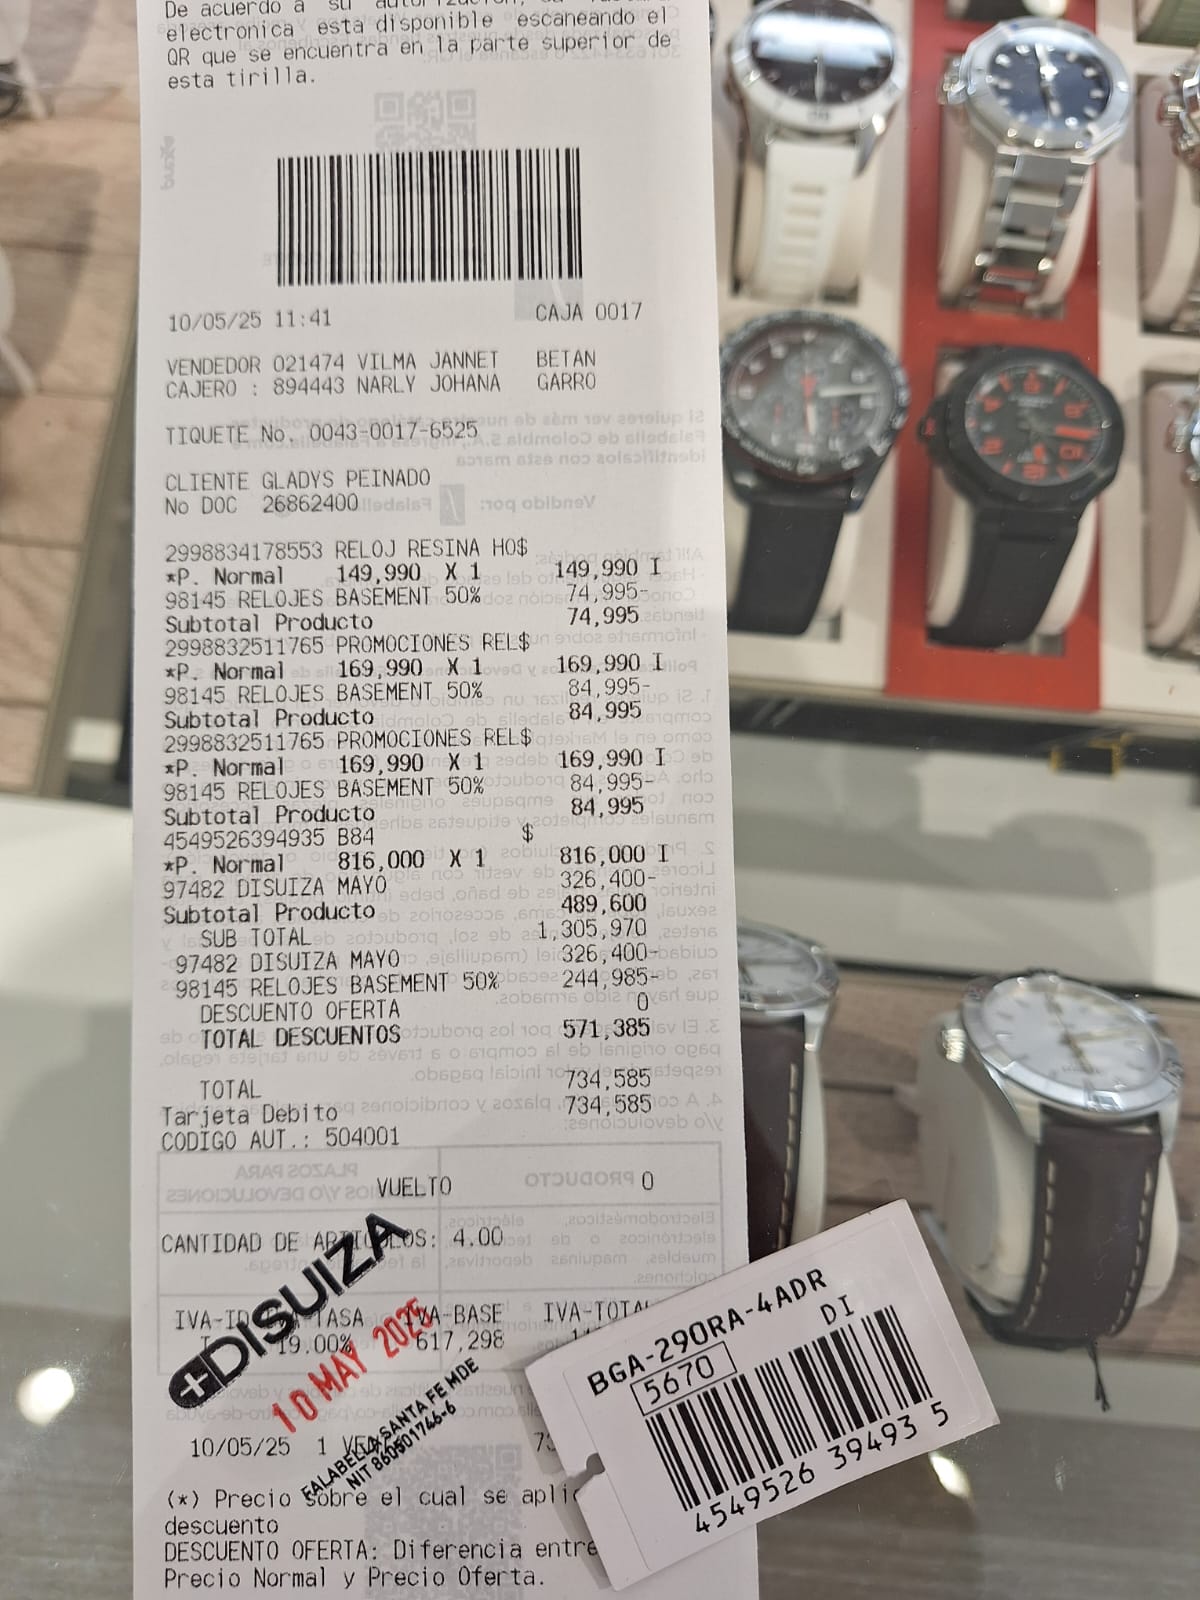 De acuerdo a su
electronica esta disponible escaneando el
QR que se encuentra en la parte superior de
esta tirilla.
10/05/25 11:41 CAJA 0017
VENDEDOR 021474 VILMA JANNET BETAN
CAJERO : 894443 NARLY JOHANA GARRO
TIQUETE No. 0043-0017-6525
CLIENTE GLADYS PEINADO
No DOC 26862400
2998834178553 RELOJ RESINA HO$
*P. Normal 149,990 X 1 149,990 I
98145 RELOJES BASEMENT 50% 74,995-
Subtotal Producto 74,995
2998832511765 PROMOCIONES REL$
*P. Normal 169,990 X 1 169,990 I
98145 RELOJES BASEMENT 50% 84,995-
Subtotal Producto 84,995
2998832511765 PROMOCIONES REL$
*P. Normal 169,990 X 1 169,990 I
98145 RELOJES BASEMENT 50% 84,995-
Subtotal Producto 84,995
4549526394935 B84 $
*P. Normal 816,000 X 1 816,000 I
97482 DISUIZA MAYO 326,400-
Subtotal Producto 489,600
SUB TOTAL 1,305,970
97482 DISUIZA MAYO 326,400-
98145 RELOJES BASEMENT 50% 244,985-
DESCUENTO OFERTA 0
TOTAL DESCUENTOS 571,385
TOTAL 734,585
Tarjeta Debito 734,585
CODIGO AUT.: 504001
VUELTO 0
CANTIDAD DE ARTICULOS: 4.00
IVA-ID TASA IVA-BASE IVA-TOTAL
19.00% 617,298
DISUIZA
10 MAY 2025
FALABELLA SANTA FE MDE
NIT 860501746-6
10/05/25 1
(*) Precio sobre el cual se aplic
descuento
DESCUENTO OFERTA: Diferencia entre
Precio Normal y Precio Oferta.
BGA-290RA-4ADR
5670 DI
4549526 39493 5